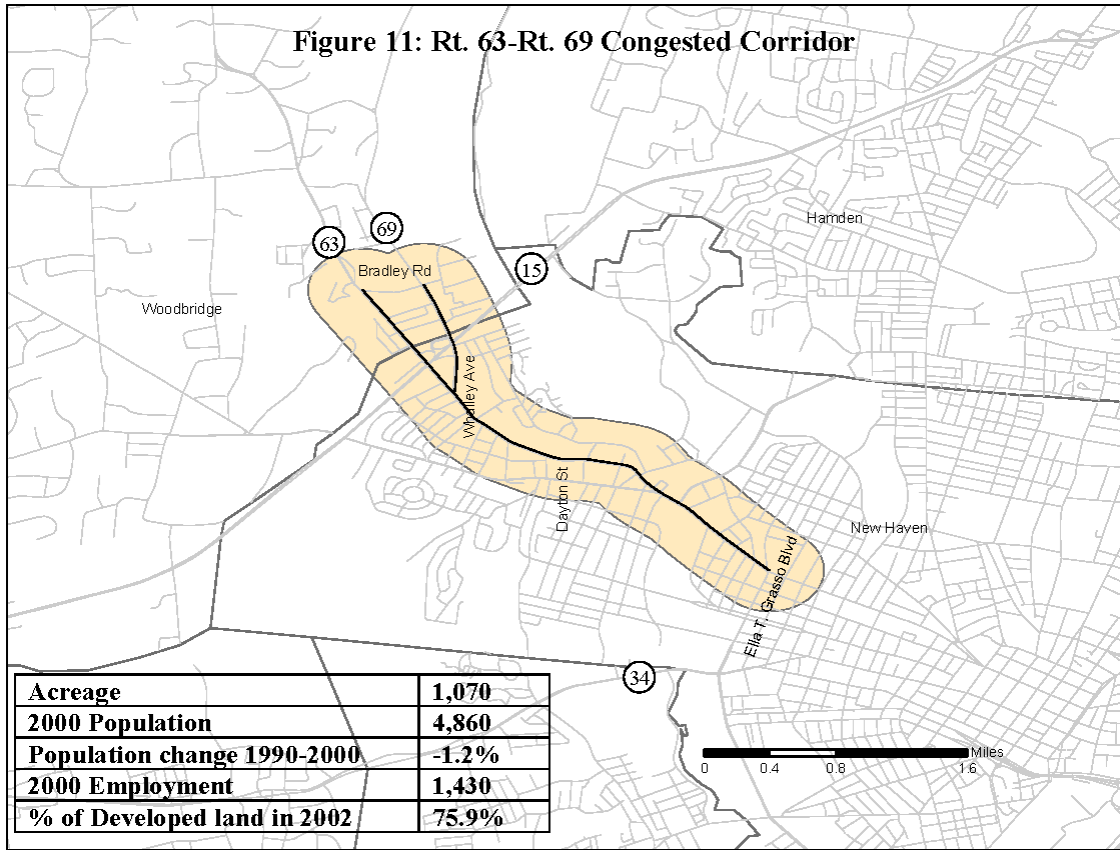 Figure 11: Rt. 63-Rt. 69 Congested Corridor
Hamden
69
63
15
Bradley Rd
Woodbridge
Whalley Ave
Dayton St
New Haven
Ella T. Grasso Blvd
34
Acreage 1,070
2000 Population 4,860
Population change 1990-2000 -1.2%
2000 Employment 1,430
% of Developed land in 2002 75.9%
Miles
0 0.4 0.8 1.6